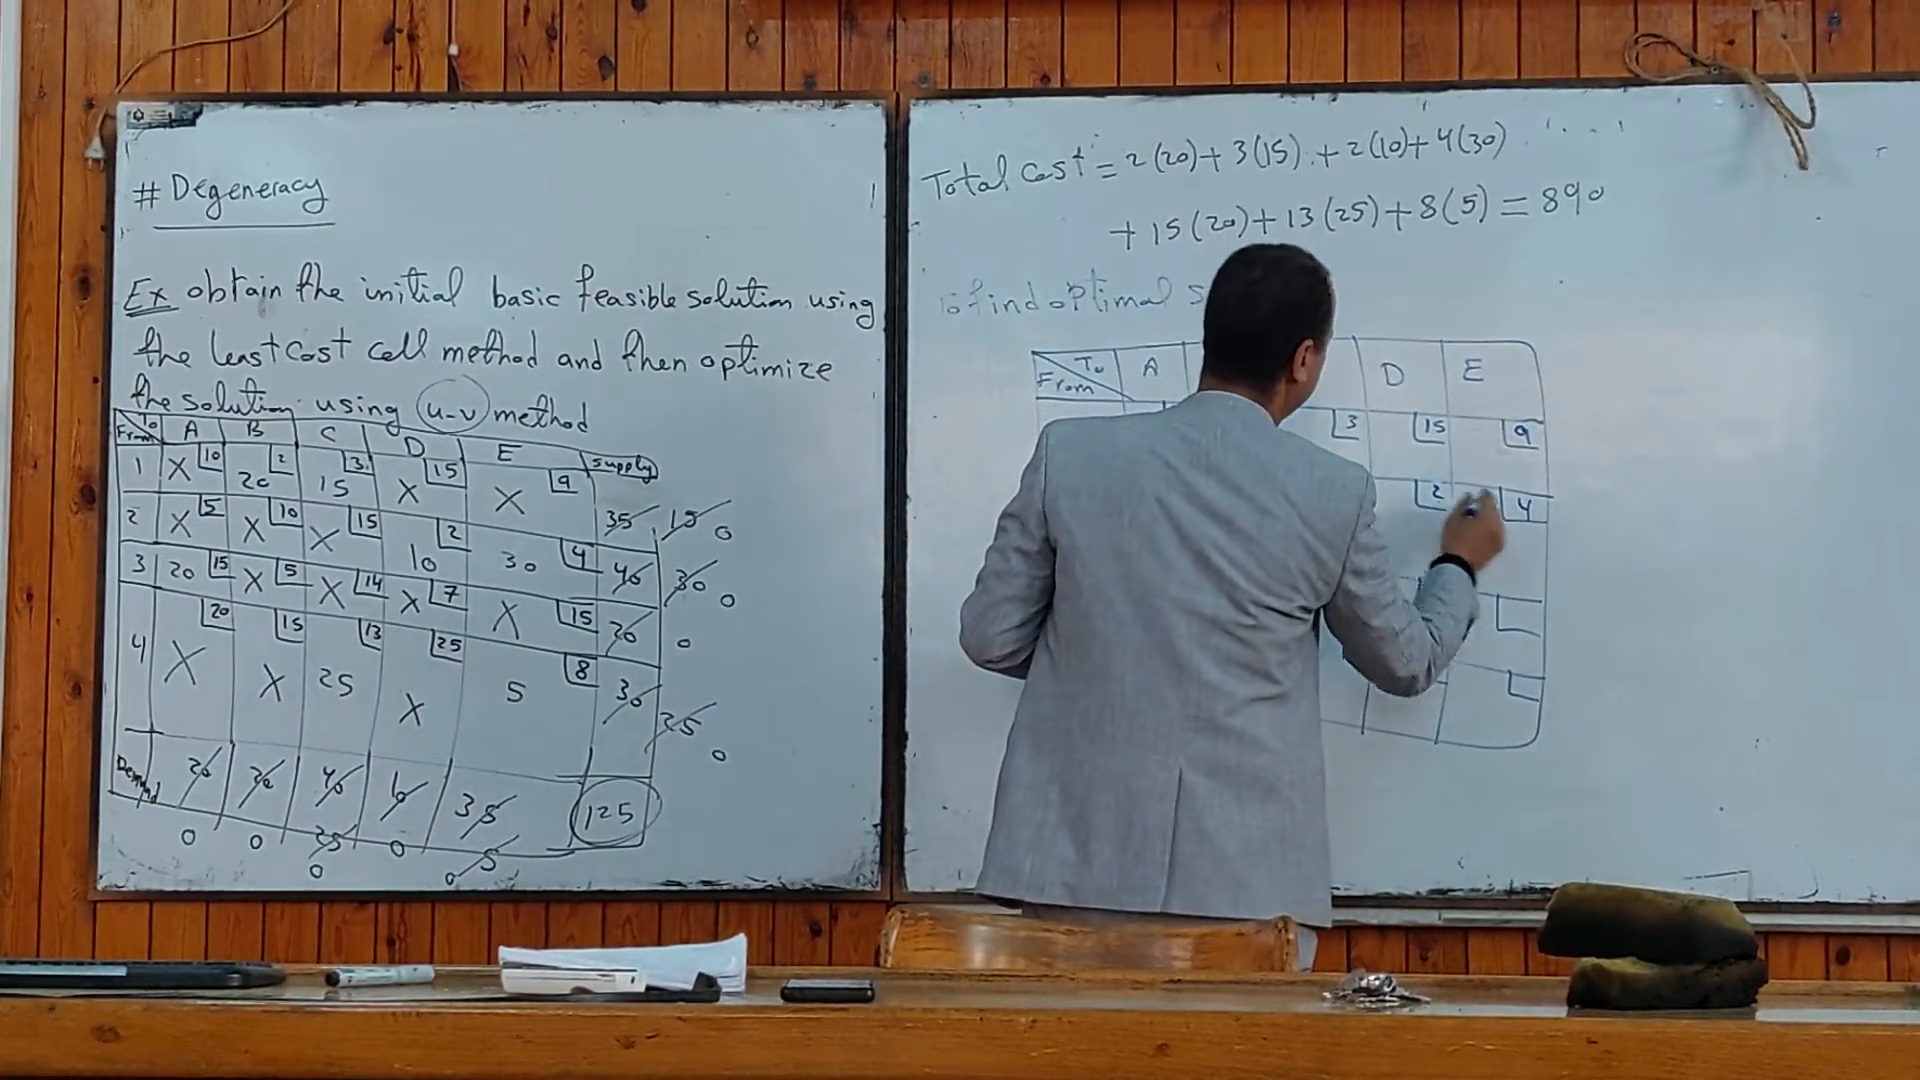 # Degeneracy
Ex obtain the initial basic feasible solution using
the least cost cell method and then optimize
the solution using u-v method
To From A B C D E supply
1 X 10 20 2 15 3 X 15 X 9 35 15 0
2 X 5 X 10 X 15 10 2 30 4 40 30 0
3 20 15 X 5 X 14 X 7 X 15 20 0
4 X 20 X 15 25 13 X 25 5 8 30 25 0
Demand 20 20 40 10 35 125
0 0 25 0 5
0 0
Total cost = 2(20)+3(15)+2(10)+4(30)
+15(20)+13(25)+8(5)=890
To find optimal s
To From A D E
3 15 9
2 4